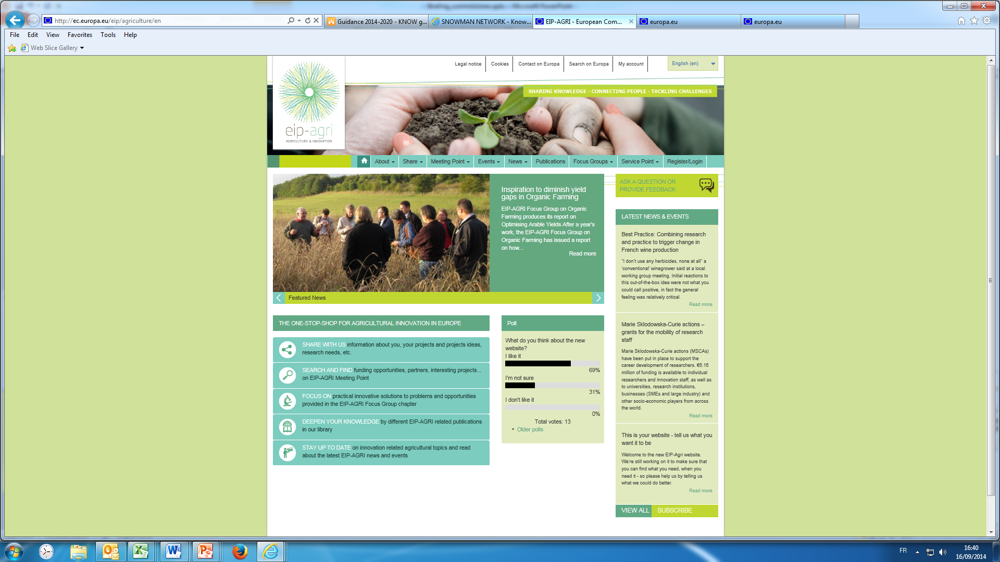 Briefing_commissioner.pptx - Microsoft PowerPoint
http://ec.europa.eu/eip/agriculture/en
Guidance 2014-2020 - KNOW g...
SNOWMAN NETWORK - Know...
EIP-AGRI - European Com...
europa.eu
europa.eu
File Edit View Favorites Tools Help
Web Slice Gallery
Legal notice
Cookies
Contact on Europa
Search on Europa
My account
English (en)
SHARING KNOWLEDGE - CONNECTING PEOPLE - TACKLING CHALLENGES
eip-agri
AGRICULTURE & INNOVATION
About
Share
Meeting Point
Events
News
Publications
Focus Groups
Service Point
Register/Login
Inspiration to diminish yield
gaps in Organic Farming
EIP-AGRI Focus Group on Organic
Farming produces its report on
Optimising Arable Yields After a year's
work, the EIP-AGRI Focus Group on
Organic Farming has issued a report
on how...
Read more
Featured News
THE ONE-STOP-SHOP FOR AGRICULTURAL INNOVATION IN EUROPE
SHARE WITH US information about you, your projects and projects ideas,
research needs, etc.
SEARCH AND FIND funding opportunities, partners, interesting projects...
on EIP-AGRI Meeting Point
FOCUS ON practical innovative solutions to problems and opportunities
provided in the EIP-AGRI Focus Group chapter
DEEPEN YOUR KNOWLEDGE by different EIP-AGRI related publications
in our library
STAY UP TO DATE on innovation related agricultural topics and read
about the latest EIP-AGRI news and events
Poll
What do you think about the new
website?
I like it
69%
I'm not sure
31%
I don't like it
0%
Total votes: 13
• Older polls
ASK A QUESTION OR
PROVIDE FEEDBACK
LATEST NEWS & EVENTS
Best Practice: Combining research
and practice to trigger change in
French wine production
"I don't use any herbicides, none at all" a
'conventional' winegrower said at a local
working group meeting. Initial reactions to
this out-of-the-box idea were not what you
could call positive, in fact the general
feeling was relatively critical.
Read more
Marie Sklodowska-Curie actions –
grants for the mobility of research
staff
Marie Sklodowska-Curie actions (MSCAs)
have been put in place to support the
career development of researchers. €6.16
million of funding is available to individual
researchers and innovation staff, as well as
to universities, research institutions,
businesses (SMEs and large industry) and
other socio-economic players from across
the world.
Read more
This is your website - tell us what you
want it to be
Welcome to the new EIP-Agri website.
We're still working on it to make sure that
you can find what you need, when you
need it - so please help us by telling us
what we could do better.
Read more
VIEW ALL
SUBSCRIBE
FR
16:40
16/09/2014